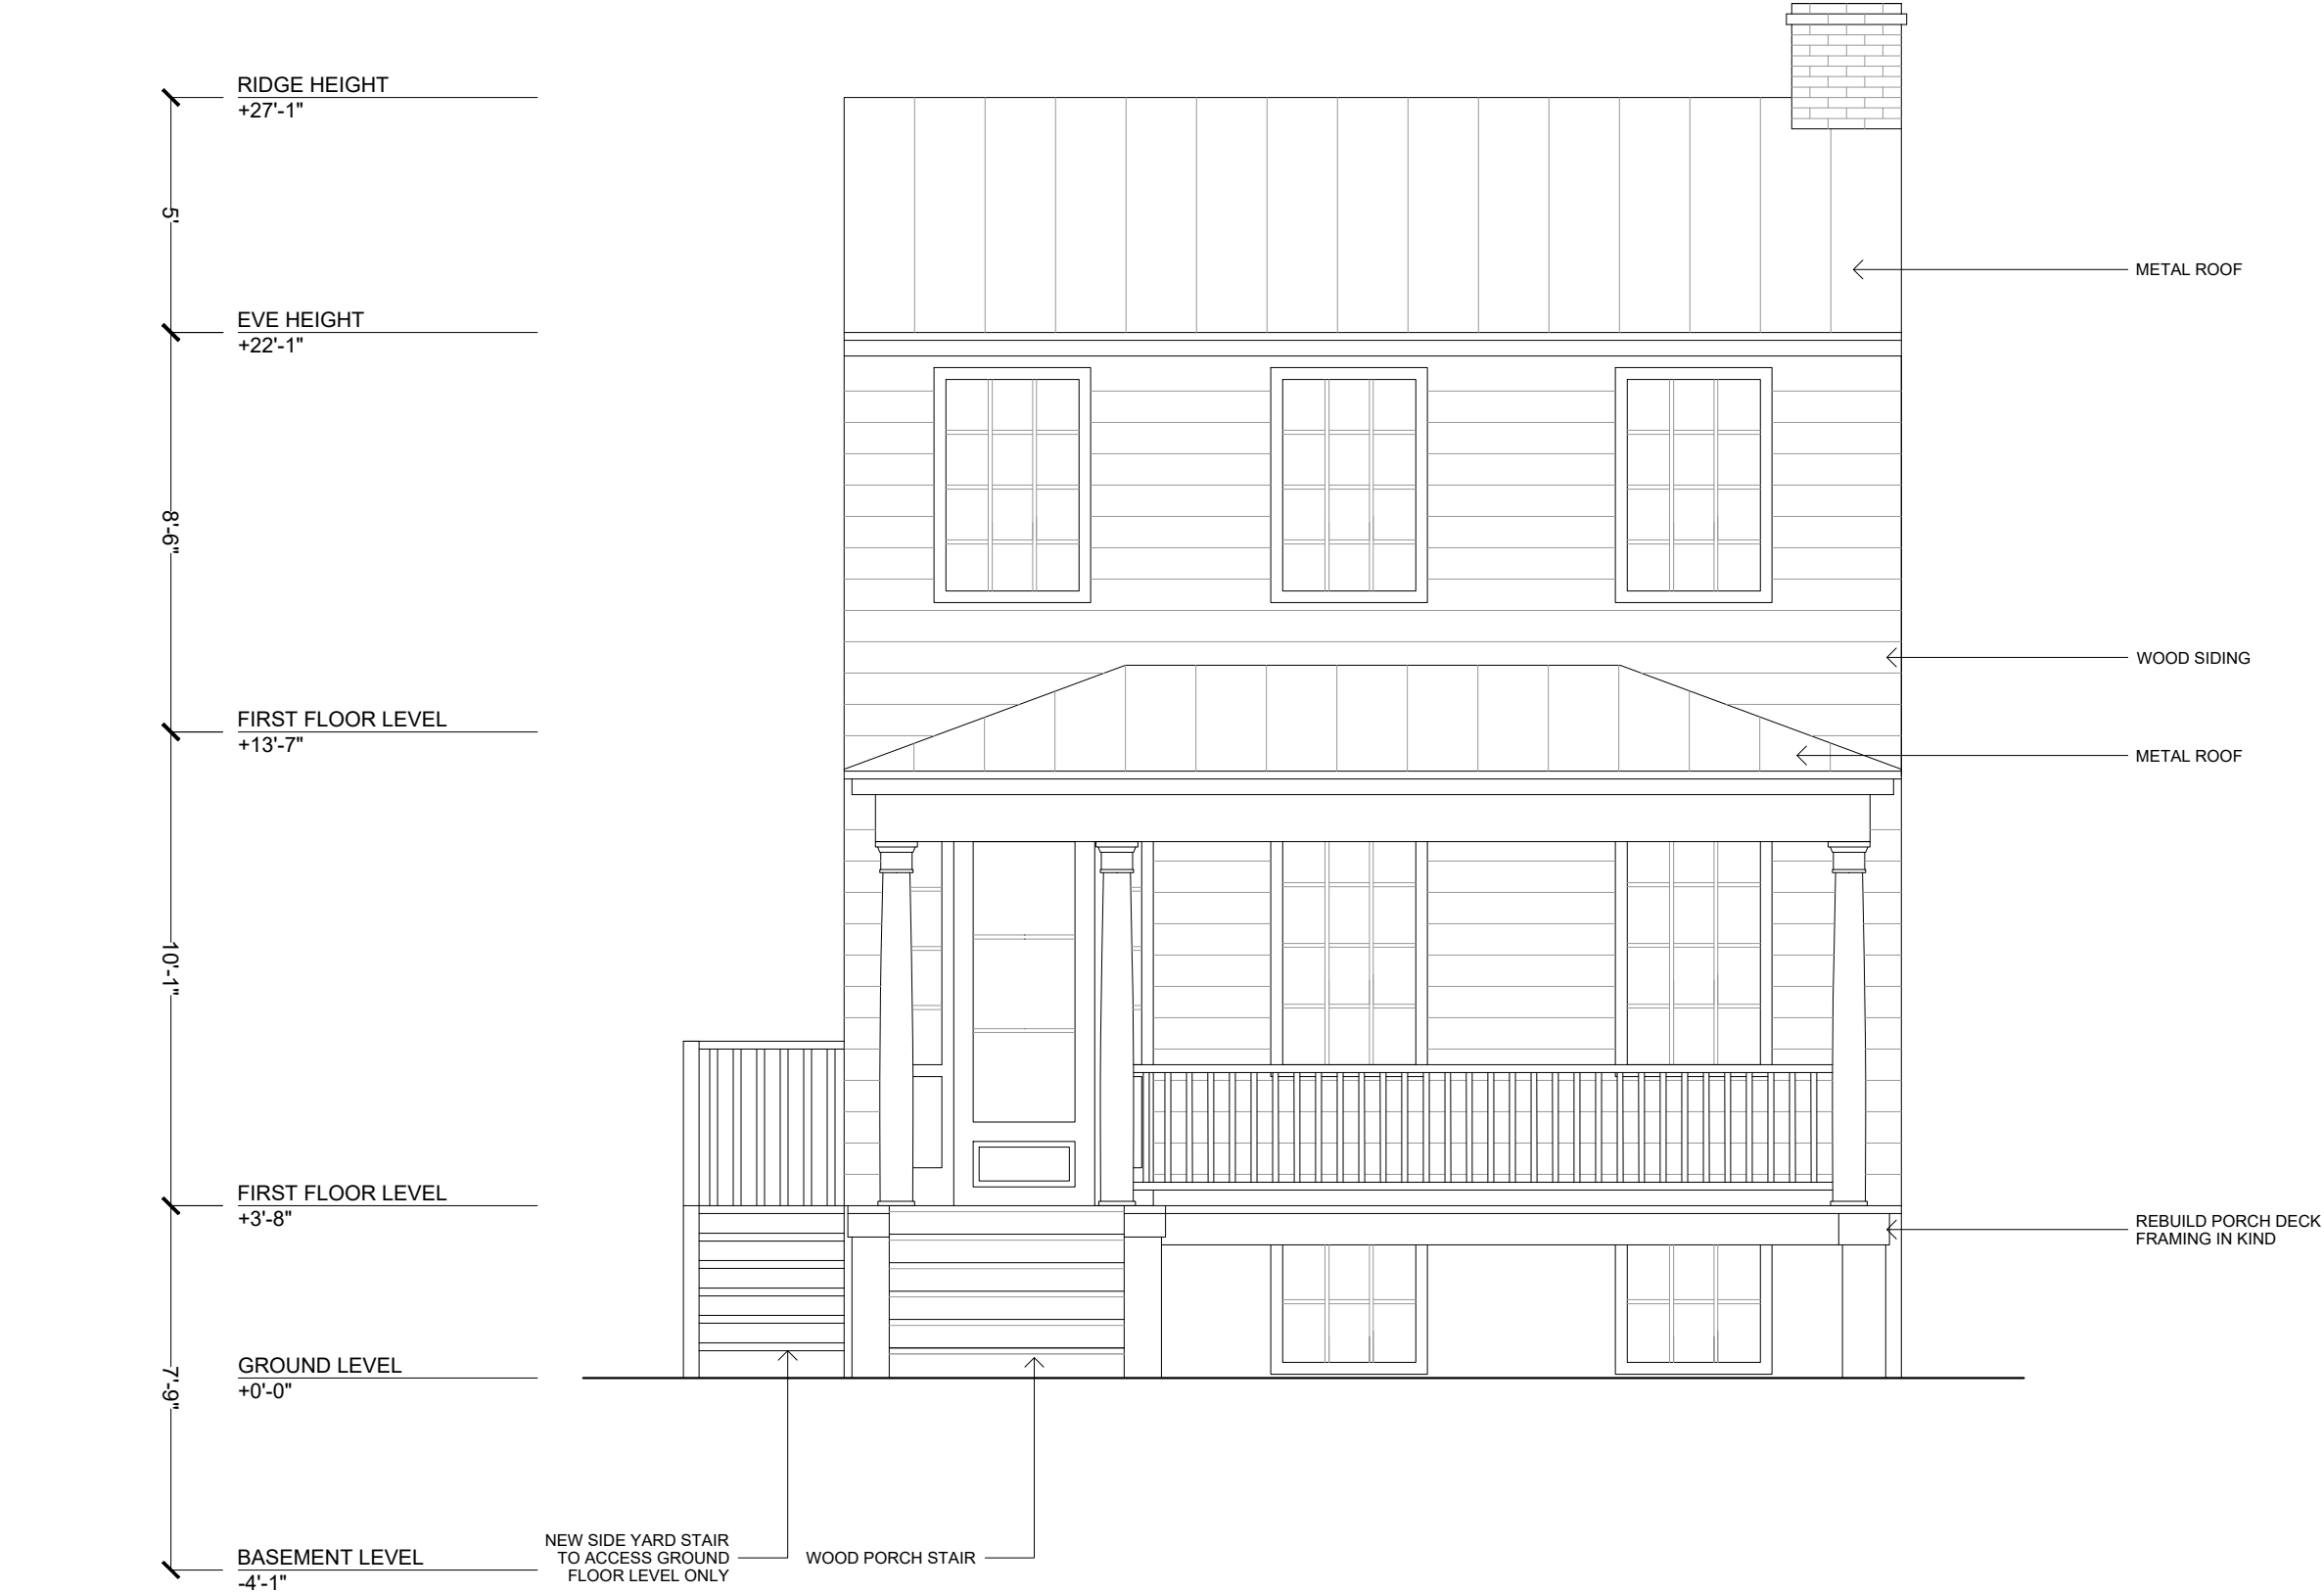 RIDGE HEIGHT
+27'-1"
5'
METAL ROOF
EVE HEIGHT
+22'-1"
8'-6"
WOOD SIDING
FIRST FLOOR LEVEL
+13'-7"
METAL ROOF
10'-1"
FIRST FLOOR LEVEL
+3'-8"
REBUILD PORCH DECK
FRAMING IN KIND
GROUND LEVEL
+0'-0"
7'-9"
NEW SIDE YARD STAIR
TO ACCESS GROUND
FLOOR LEVEL ONLY
WOOD PORCH STAIR
BASEMENT LEVEL
-4'-1"